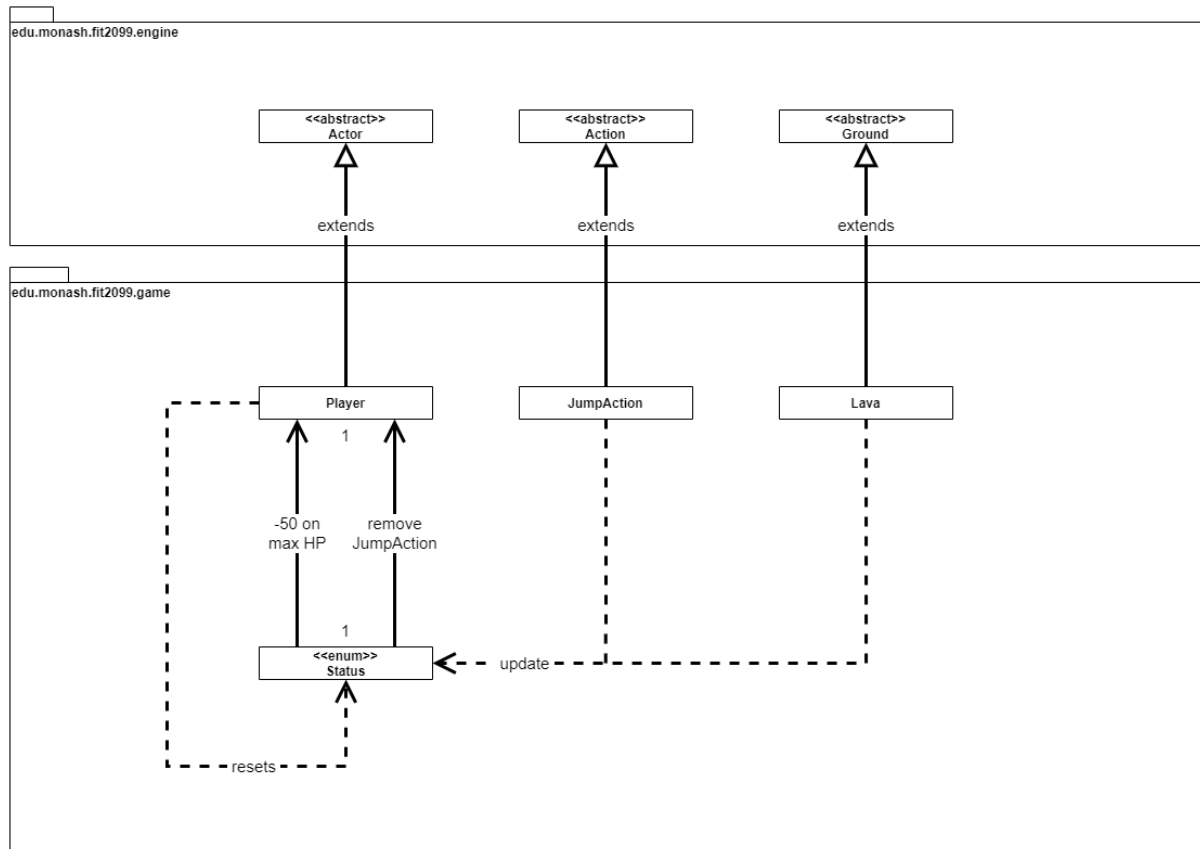 edu.monash.fit2099.engine
<<abstract>>
Actor
<<abstract>>
Action
<<abstract>>
Ground
extends
extends
extends
edu.monash.fit2099.game
Player
JumpAction
Lava
1
-50 on
max HP
remove
JumpAction
1
<<enum>>
Status
update
resets